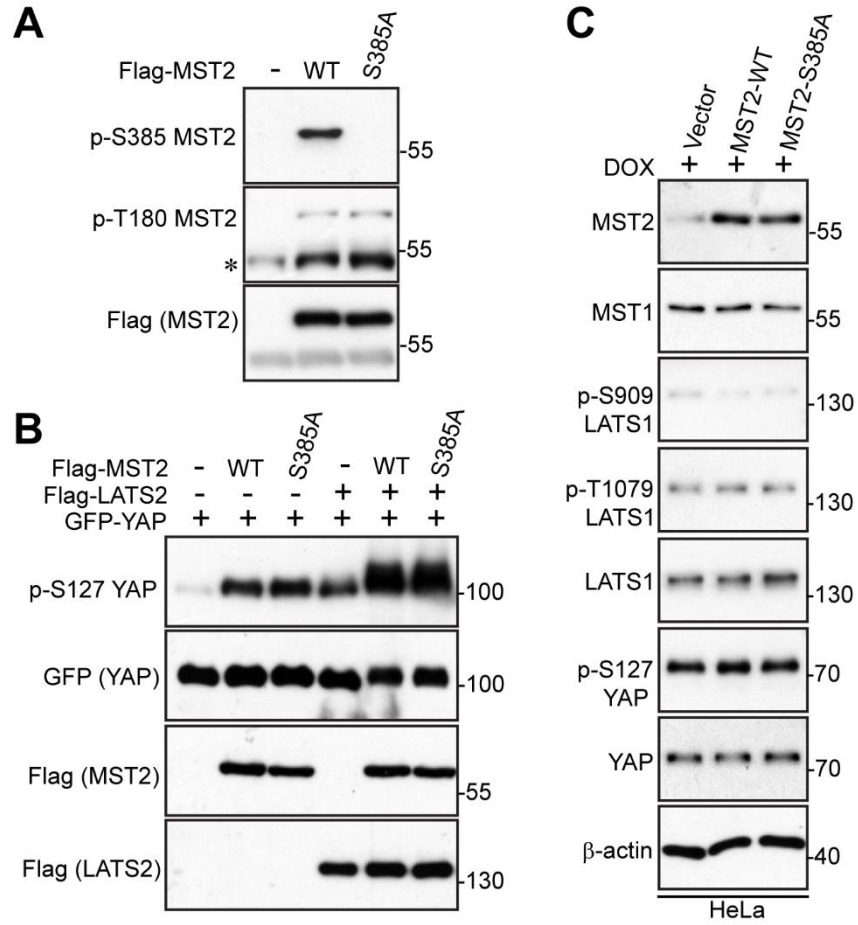 A
Flag-MST2 - WT S385A
p-S385 MST2
-55
p-T180 MST2
-55
*
Flag (MST2)
-55
B
Flag-MST2 - WT S385A - WT S385A
Flag-LATS2 - - - + + +
GFP-YAP + + + + + +
p-S127 YAP
-100
GFP (YAP)
-100
Flag (MST2)
-55
Flag (LATS2)
-130
C
Vector MST2-WT MST2-S385A
DOX + + +
MST2
-55
MST1
-55
p-S909
LATS1
-130
p-T1079
LATS1
-130
LATS1
-130
p-S127
YAP
-70
YAP
-70
β-actin
-40
HeLa